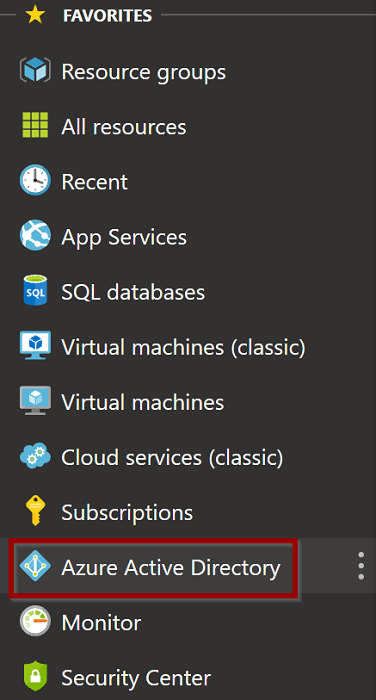 FAVORITES
Resource groups
All resources
Recent
App Services
SQL databases
SQL
Virtual machines (classic)
Virtual machines
Cloud services (classic)
Subscriptions
Azure Active Directory
Monitor
Security Center